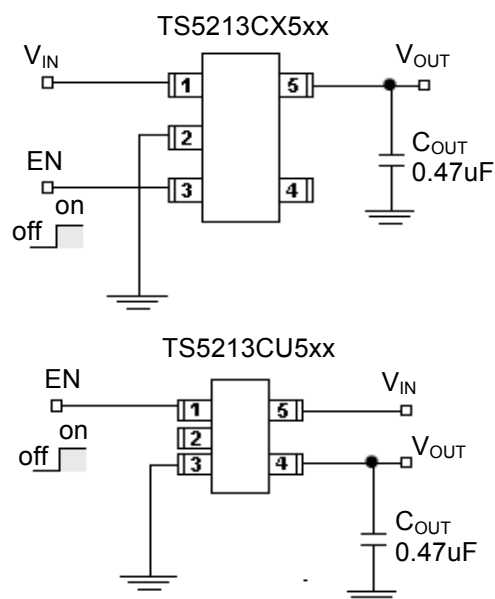 TS5213CX5xx
VIN
VOUT
1
5
2
COUT
0.47uF
EN
3
4
on
off
TS5213CU5xx
EN
VIN
1
5
on
2
VOUT
off
3
4
COUT
0.47uF